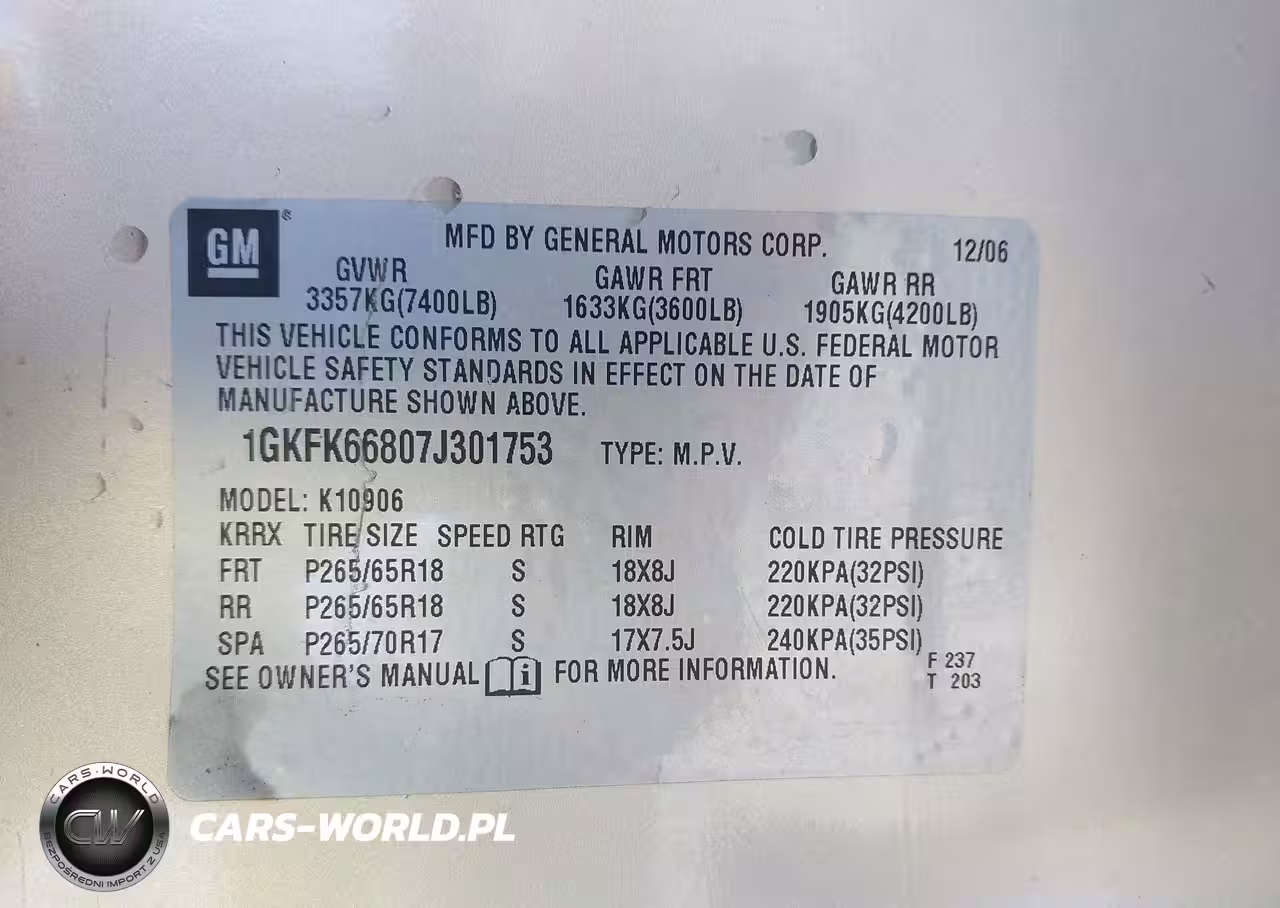 GM ®
MFD BY GENERAL MOTORS CORP. 12/06
GVWR GAWR FRT GAWR RR
3357KG(7400LB) 1633KG(3600LB) 1905KG(4200LB)
THIS VEHICLE CONFORMS TO ALL APPLICABLE U.S. FEDERAL MOTOR
VEHICLE SAFETY STANDARDS IN EFFECT ON THE DATE OF
MANUFACTURE SHOWN ABOVE.
1GKFK66807J301753 TYPE: M.P.V.
MODEL: K10906
KRRX TIRE SIZE SPEED RTG RIM COLD TIRE PRESSURE
FRT P265/65R18 S 18X8J 220KPA(32PSI)
RR P265/65R18 S 18X8J 220KPA(32PSI)
SPA P265/70R17 S 17X7.5J 240KPA(35PSI)
SEE OWNER'S MANUAL i FOR MORE INFORMATION.
F 237
T 203
CARS-WORLD
CW
BEZPOŚREDNI IMPORT Z USA
CARS-WORLD.PL